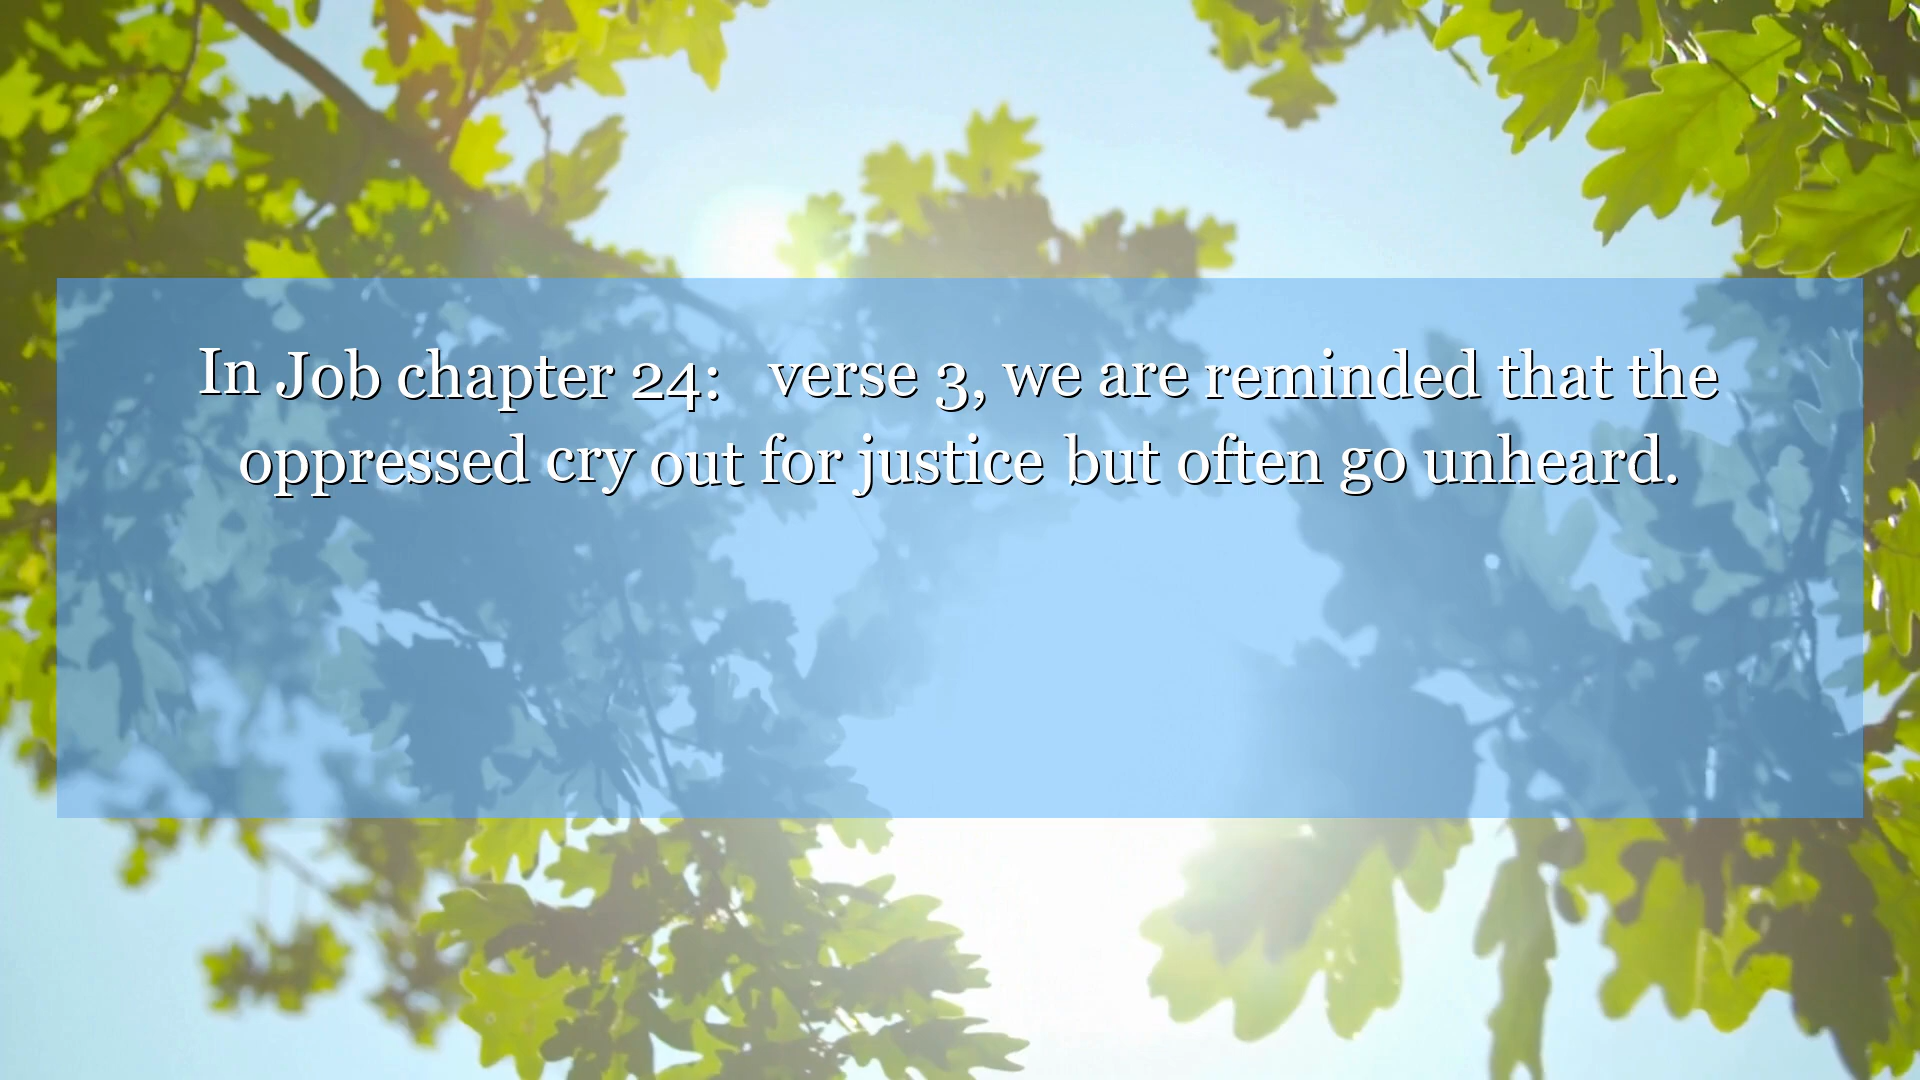 In Job chapter 24: verse 3, we are reminded that the
oppressed cry out for justice but often go unheard.